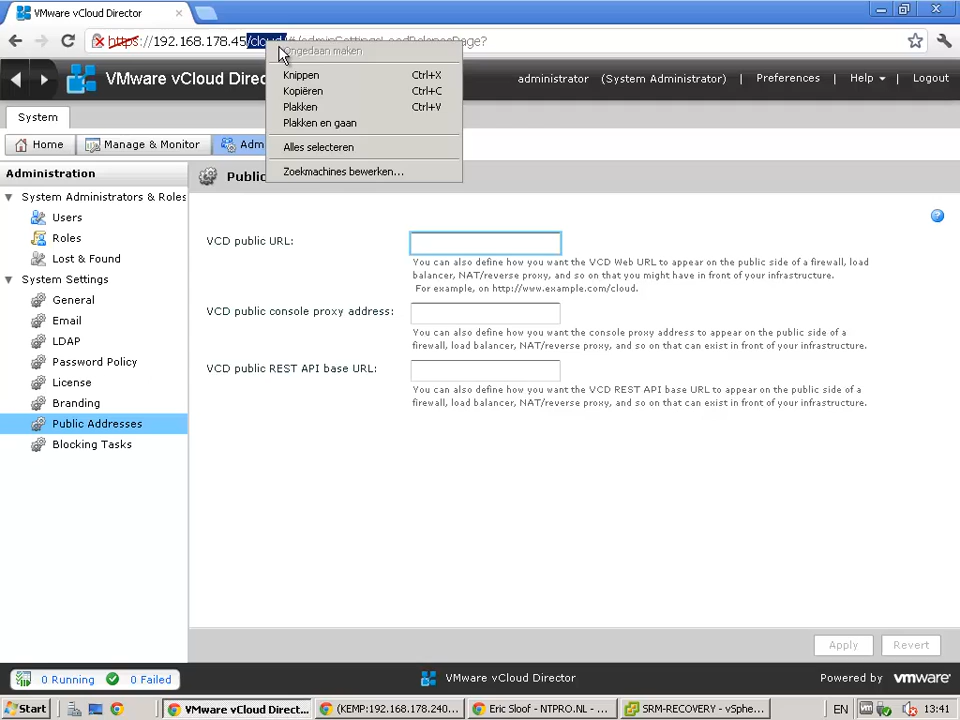 VMware vCloud Director
https://192.168.178.45/cloud/#/adminSettingsLoadBalancePage?
VMware vCloud Direc
administrator (System Administrator) Preferences Help Logout
System
Home Manage & Monitor Adm
Ongedaan maken
Knippen Ctrl+X
Kopiëren Ctrl+C
Plakken Ctrl+V
Plakken en gaan
Alles selecteren
Zoekmachines bewerken...
Administration
System Administrators & Roles
Users
Roles
Lost & Found
System Settings
General
Email
LDAP
Password Policy
License
Branding
Public Addresses
Blocking Tasks
Public
VCD public URL:
You can also define how you want the VCD Web URL to appear on the public side of a firewall, load
balancer, NAT/reverse proxy, and so on that you might have in front of your infrastructure.
For example, on http://www.example.com/cloud.
VCD public console proxy address:
You can also define how you want the console proxy address to appear on the public side of a
firewall, load balancer, NAT/reverse proxy, and so on that can exist in front of your infrastructure.
VCD public REST API base URL:
You can also define how you want the VCD REST API base URL to appear on the public side of a
firewall, load balancer, NAT/reverse proxy, and so on that can exist in front of your infrastructure.
Apply Revert
0 Running 0 Failed
VMware vCloud Director
Powered by vmware
Start
VMware vCloud Direct...
(KEMP:192.168.178.240...
Eric Sloof - NTPRO.NL - ...
SRM-RECOVERY - vSphe...
EN
13:41